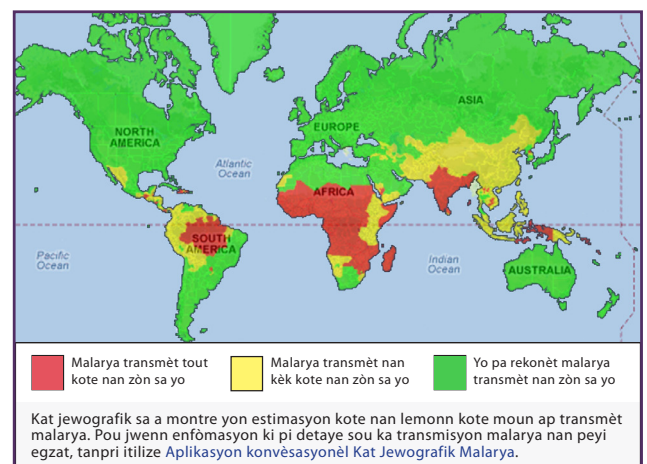 NORTH
AMERICA
Atlantic
Ocean
EUROPE
ASIA
AFRICA
Pacific
Ocean
SOUTH
AMERICA
Indian
Ocean
AUSTRALIA
Malarya transmèt tout
kote nan zòn sa yo
Malarya transmèt nan
kèk kote nan zòn sa yo
Yo pa rekonèt malarya
transmèt nan zòn sa yo
Kat jewografik sa a montre yon estimasyon kote nan lemonn kote moun ap transmèt
malarya. Pou jwenn enfòmasyon ki pi detaye sou ka transmisyon malarya nan peyi
egzat, tanpri itilize Aplikasyon konvèsasyonèl Kat Jewografik Malarya.